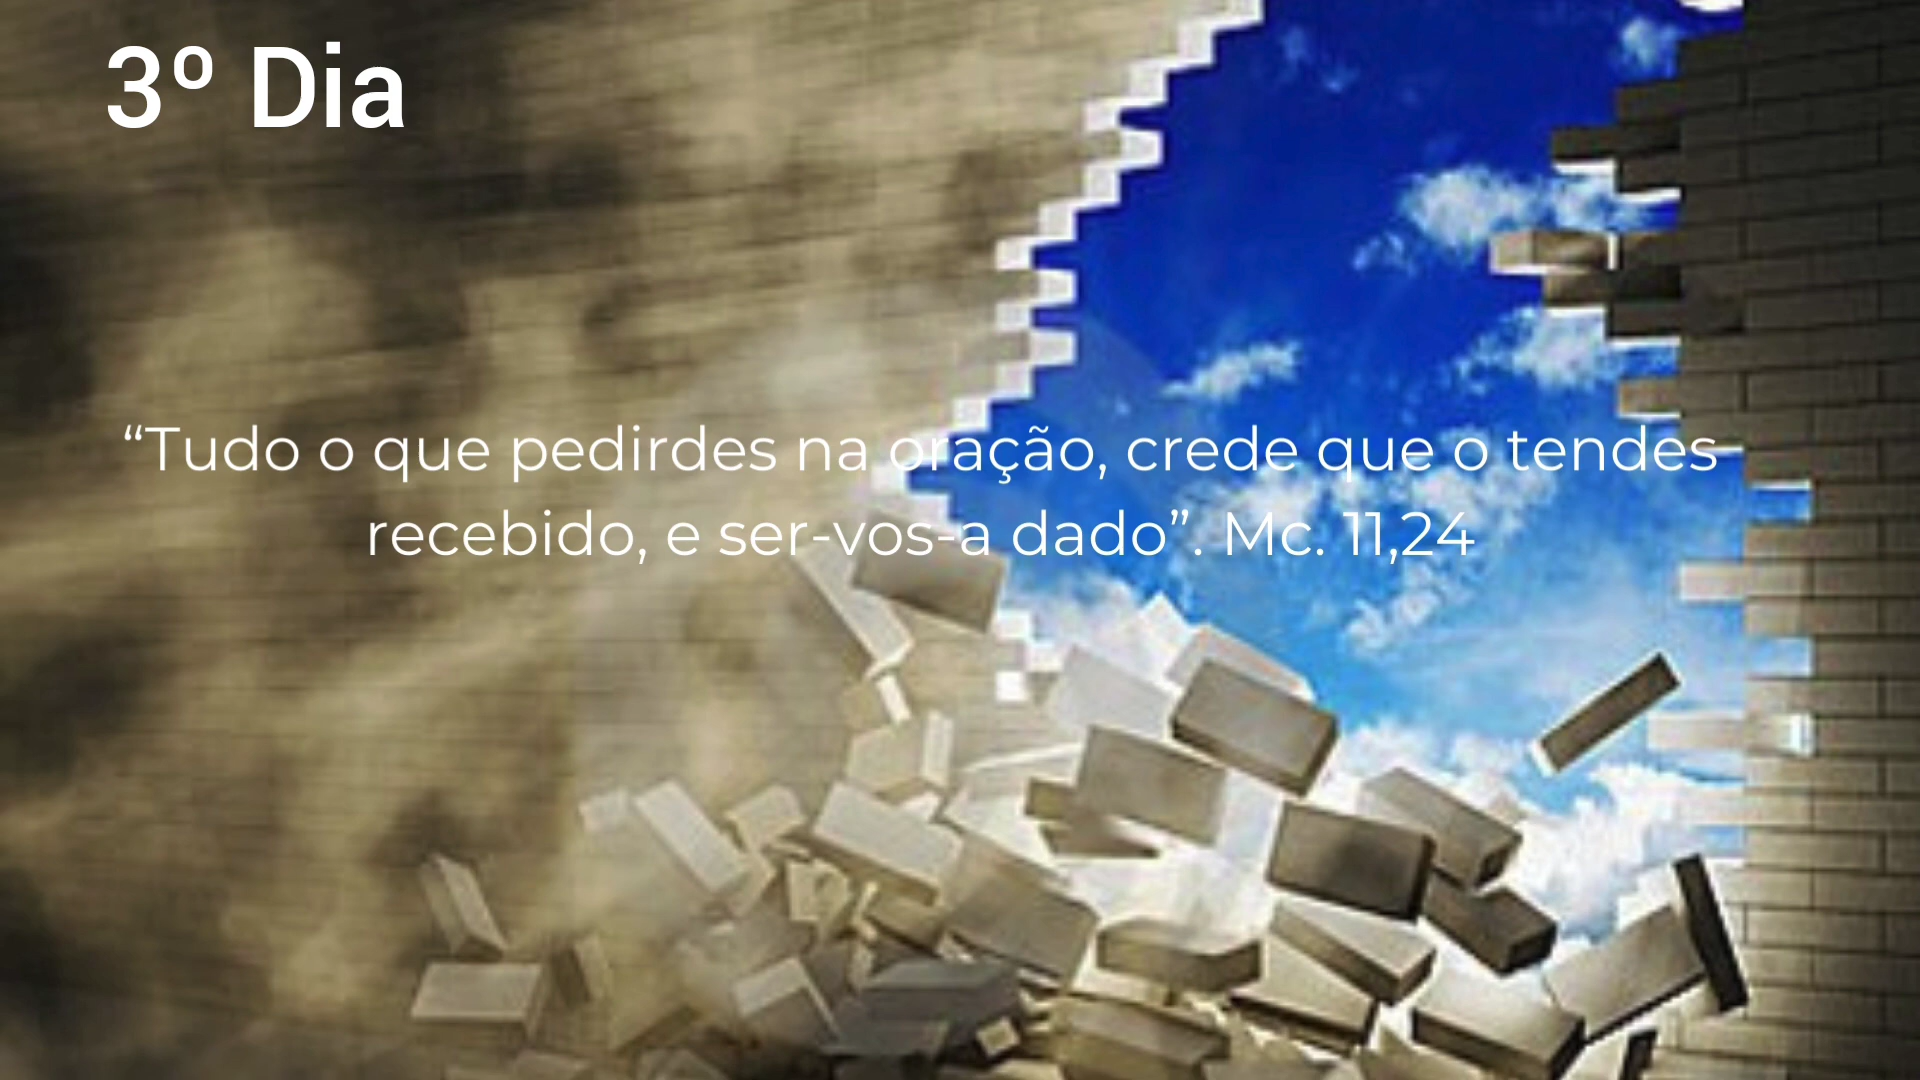 3º Dia
“Tudo o que pedirdes na oração, crede que o tendes
recebido, e ser-vos-a dado”. Mc. 11,24